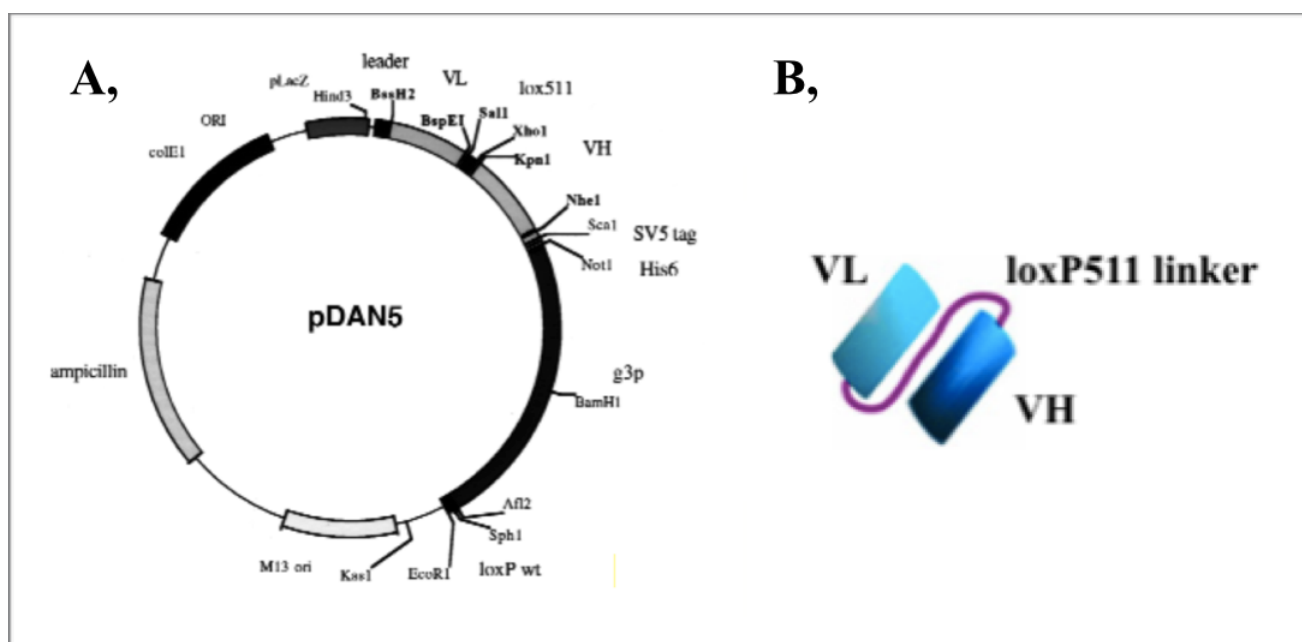 A,
B,
leader
pLacZ
VL
lox511
Hind3
BssH2
ORI
BspEI
Sal1
Xho1
colE1
Kpn1
VH
Nhe1
Sca1
SV5 tag
Not1
His6
pDAN5
ampicillin
g3p
BamH1
Afl2
Sph1
M13 ori
Kas1
EcoR1
loxP wt
VL
loxP511 linker
VH